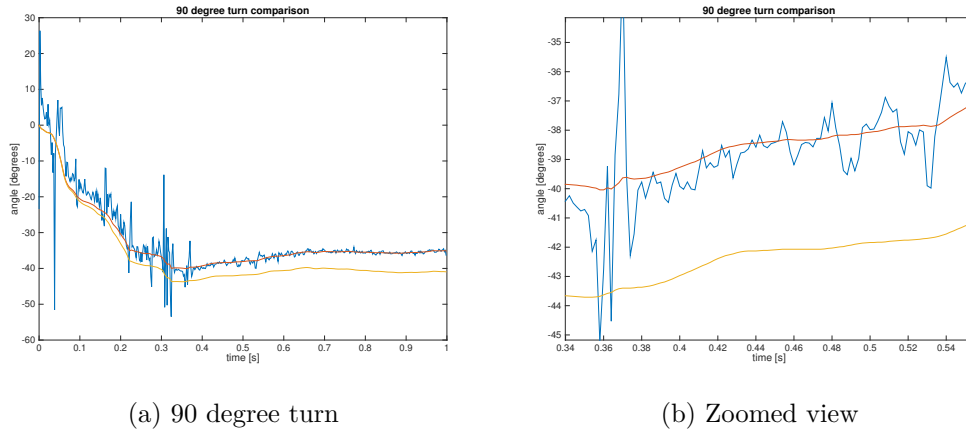 90 degree turn comparison
30
20
10
0
-10
-20
-30
-40
-50
-60
angle [degrees]
0 0.1 0.2 0.3 0.4 0.5 0.6 0.7 0.8 0.9 1
time [s]
(a) 90 degree turn
90 degree turn comparison
-35
-36
-37
-38
-39
-40
-41
-42
-43
-44
-45
angle [degrees]
0.34 0.36 0.38 0.4 0.42 0.44 0.46 0.48 0.5 0.52 0.54
time [s]
(b) Zoomed view